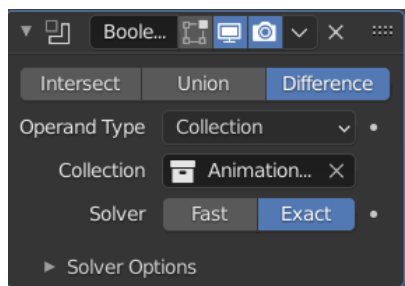 Boole...
Intersect Union Difference
Operand Type Collection
Collection Animation...
Solver Fast Exact
Solver Options